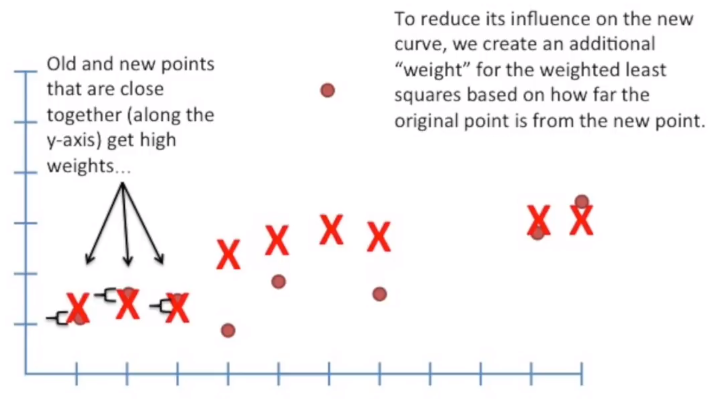 Old and new points
that are close
together (along the
y-axis) get high
weights...
To reduce its influence on the new
curve, we create an additional
“weight” for the weighted least
squares based on how far the
original point is from the new point.
X X X X X X X X X